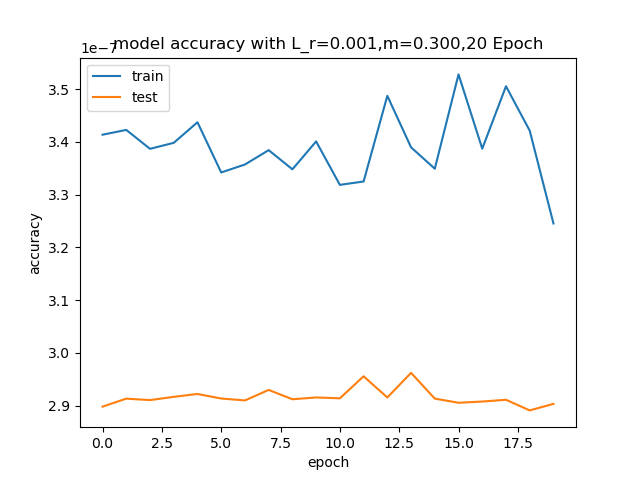 1e−7
model accuracy with L_r=0.001,m=0.300,20 Epoch
train
test
3.5
3.4
3.3
3.2
3.1
3.0
2.9
accuracy
0.0 2.5 5.0 7.5 10.0 12.5 15.0 17.5
epoch